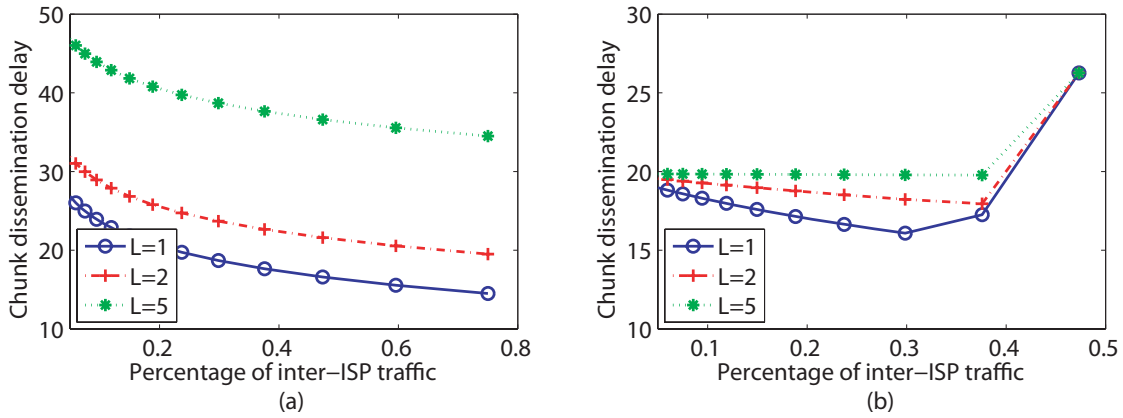 50
40
30
20
10
0.2
0.4
0.6
0.8
Chunk dissemination delay
Percentage of inter−ISP traffic
L=1
L=2
L=5
(a)
30
25
20
15
10
0.1
0.2
0.3
0.4
0.5
Chunk dissemination delay
Percentage of inter−ISP traffic
L=1
L=2
L=5
(b)